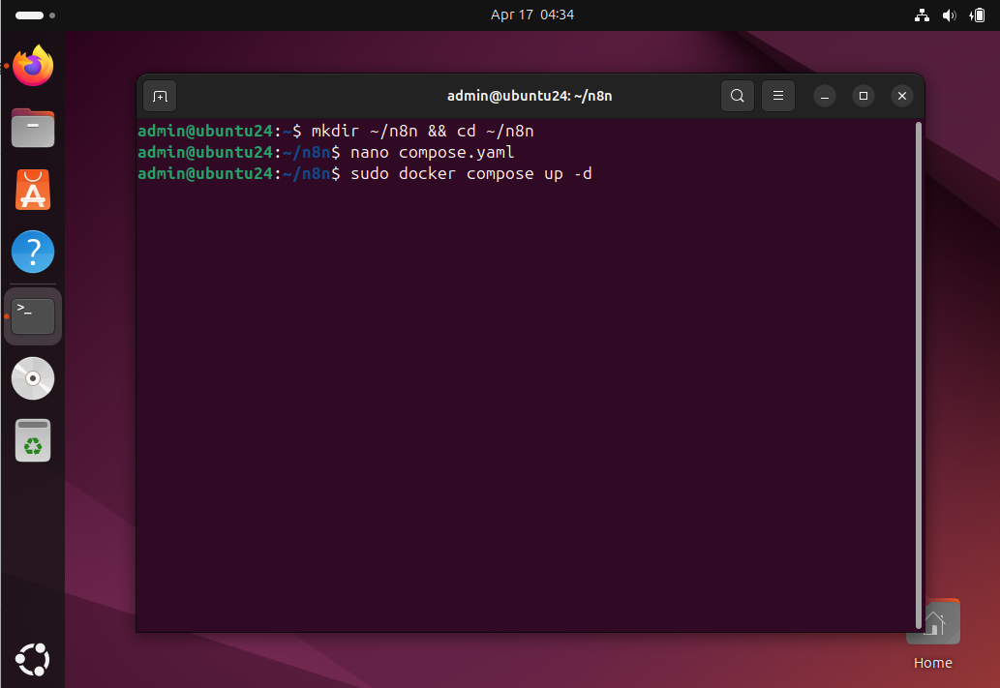 Apr 17 04:34
admin@ubuntu24: ~/n8n
admin@ubuntu24:~$ mkdir ~/n8n && cd ~/n8n
admin@ubuntu24:~/n8n$ nano compose.yaml
admin@ubuntu24:~/n8n$ sudo docker compose up -d
>_
Home